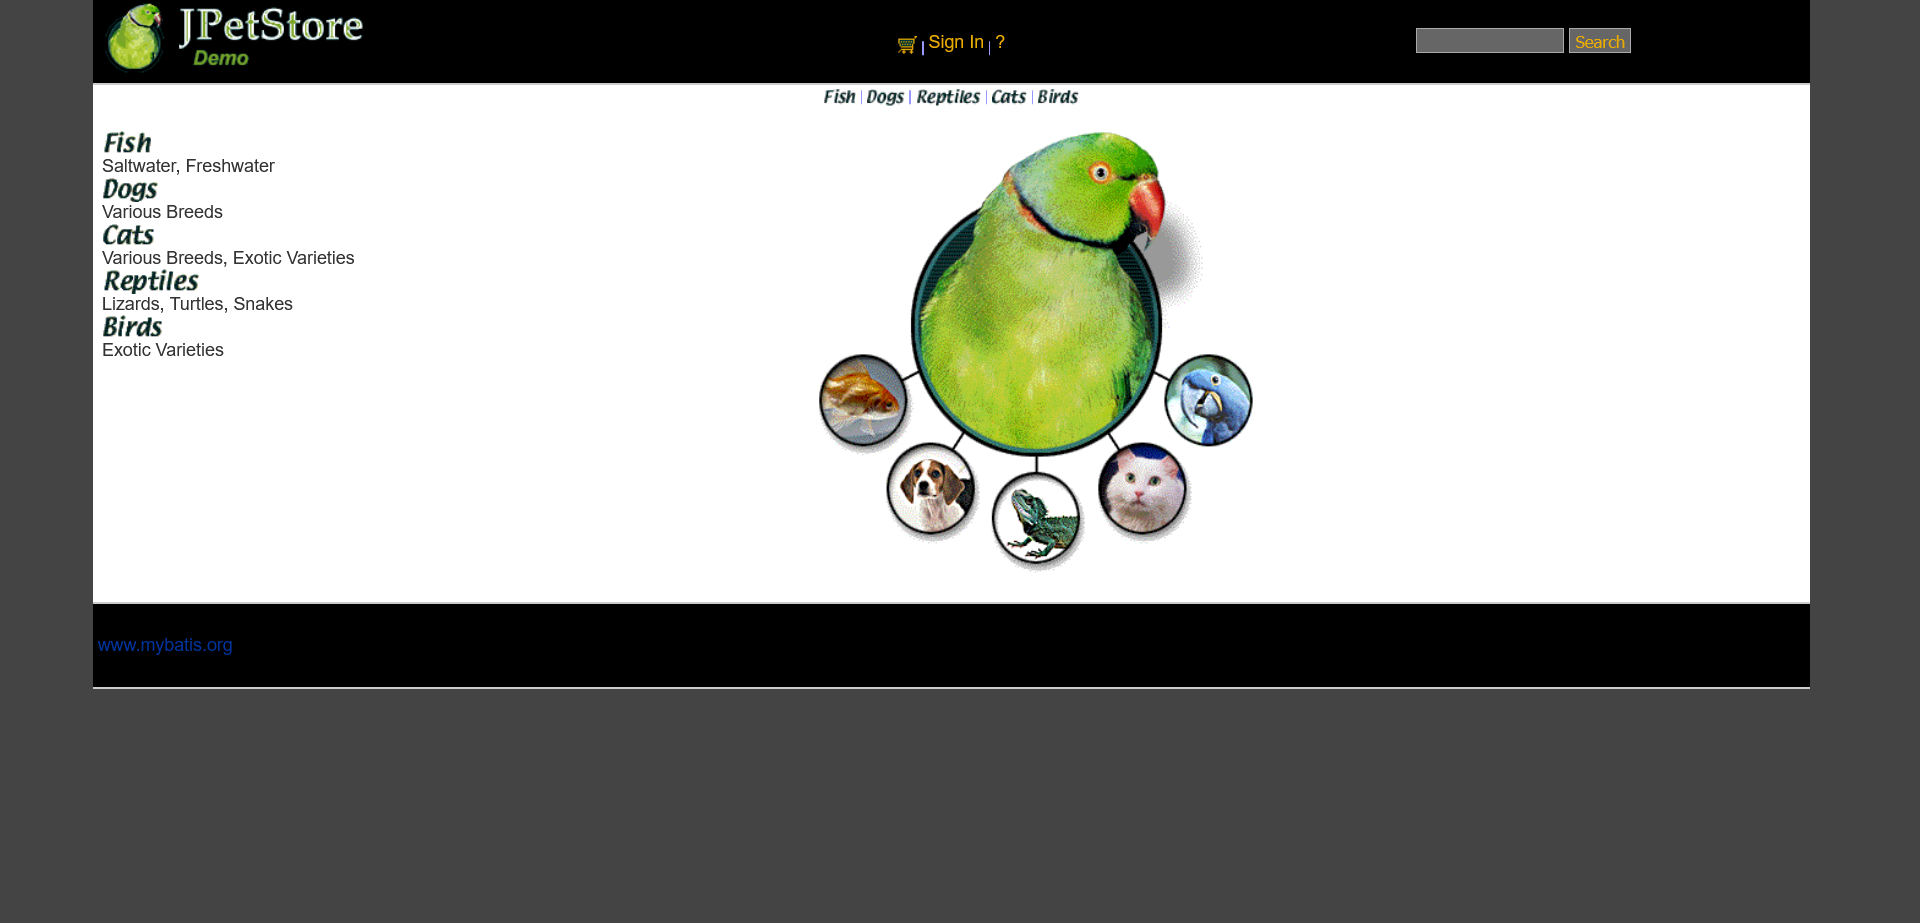 JPetStore
Demo
Sign In
?
Search
Fish
Dogs
Reptiles
Cats
Birds
Fish
Saltwater, Freshwater
Dogs
Various Breeds
Cats
Various Breeds, Exotic Varieties
Reptiles
Lizards, Turtles, Snakes
Birds
Exotic Varieties
www.mybatis.org